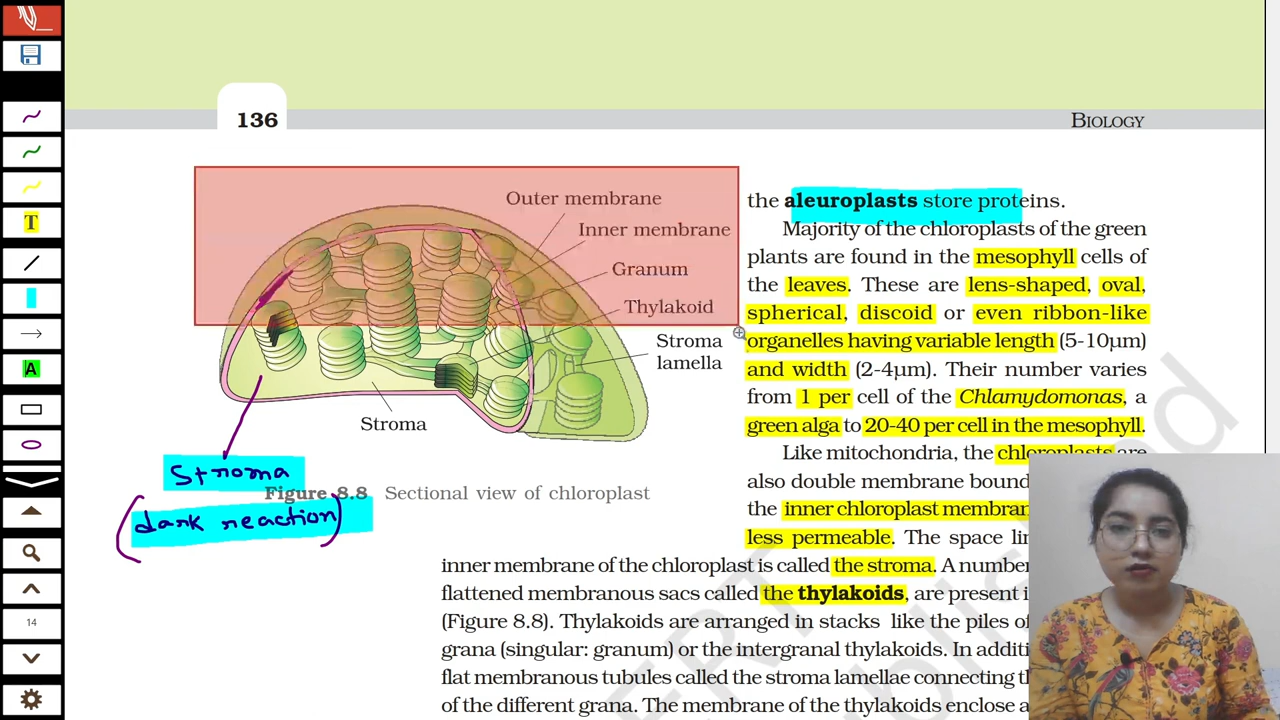 136
BIOLOGY
Outer membrane
Inner membrane
Granum
Thylakoid
Stroma
lamella
Stroma
Stroma
(dark reaction)
Figure 8.8 Sectional view of chloroplast
the aleuroplasts store proteins.
Majority of the chloroplasts of the green
plants are found in the mesophyll cells of
the leaves. These are lens-shaped, oval,
spherical, discoid or even ribbon-like
organelles having variable length (5-10µm)
and width (2-4µm). Their number varies
from 1 per cell of the Chlamydomonas, a
green alga to 20-40 per cell in the mesophyll.
Like mitochondria, the chloroplasts are
also double membrane bound
the inner chloroplast
less permeable. The space
inner membrane of the chloroplast is called the stroma. A number
flattened membranous sacs called the thylakoids, are present
(Figure 8.8). Thylakoids are arranged in stacks like the piles of
grana (singular: granum) or the intergranal thylakoids. In
flat membranous tubules called the stroma lamellae connecting
of the different grana. The membrane of the thylakoids enclose a
T
A
14